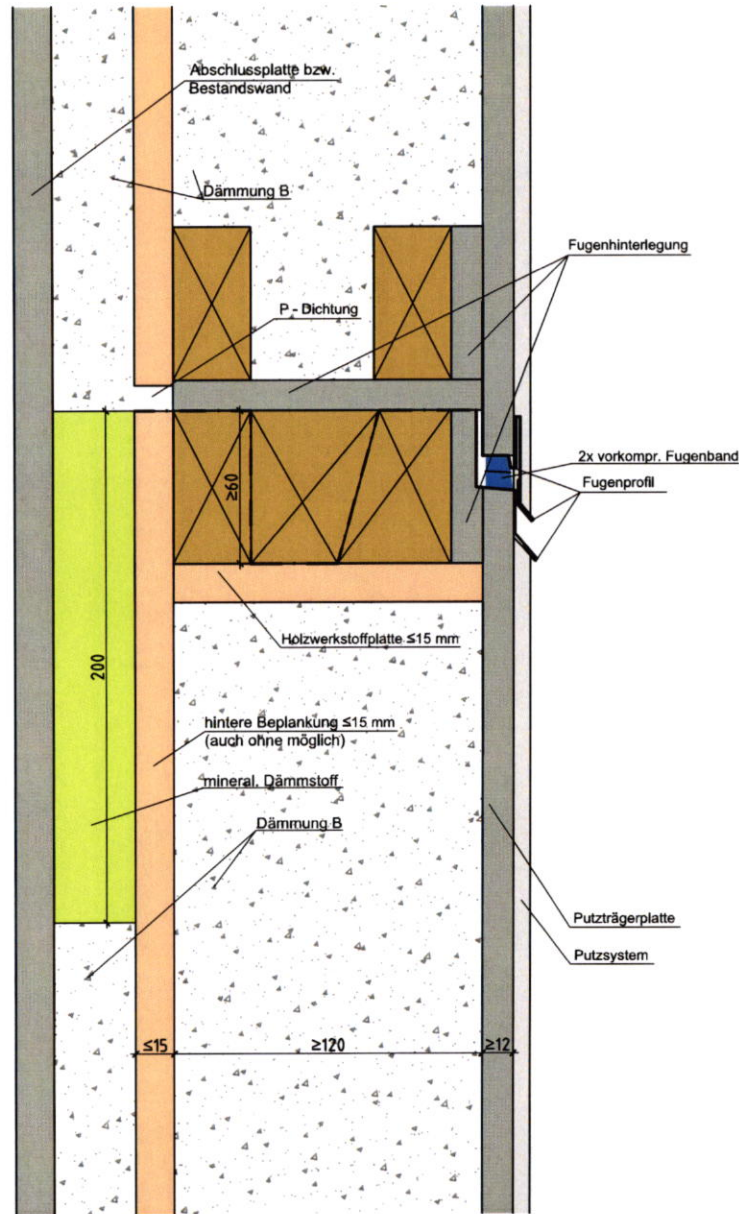 Abschlussplatte bzw.
Bestandswand
Dämmung B
Fugenhinterlegung
P - Dichtung
2x vorkompr. Fugenband
Fugenprofil
≥60
Holzwerkstoffplatte ≤15 mm
200
hintere Beplankung ≤15 mm
(auch ohne möglich)
mineral. Dämmstoff
Dämmung B
Putzträgerplatte
Putzsystem
≤15
≥120
≥12